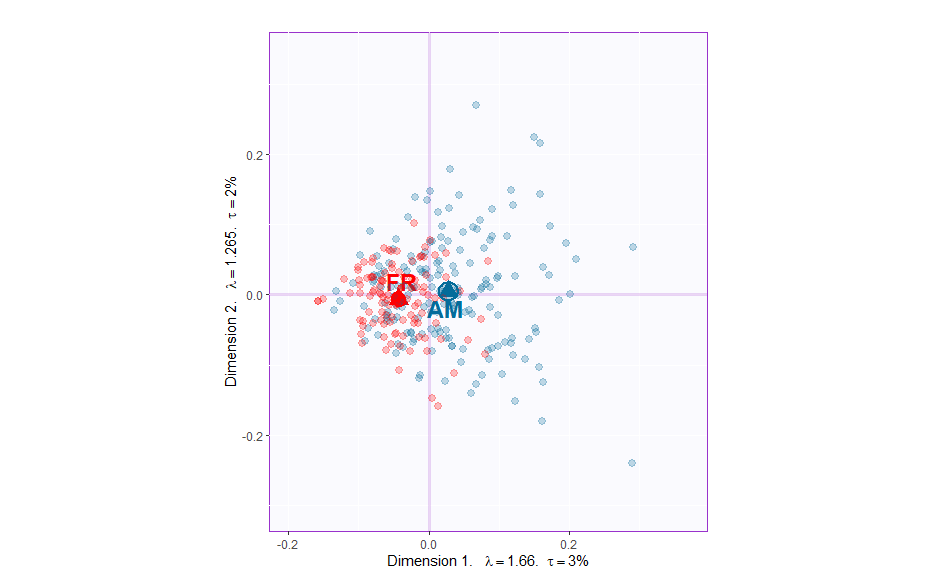 0.2
0.0
-0.2
Dimension 2. λ = 1.265. τ = 2%
FR
AM
-0.2
0.0
0.2
Dimension 1. λ = 1.66. τ = 3%